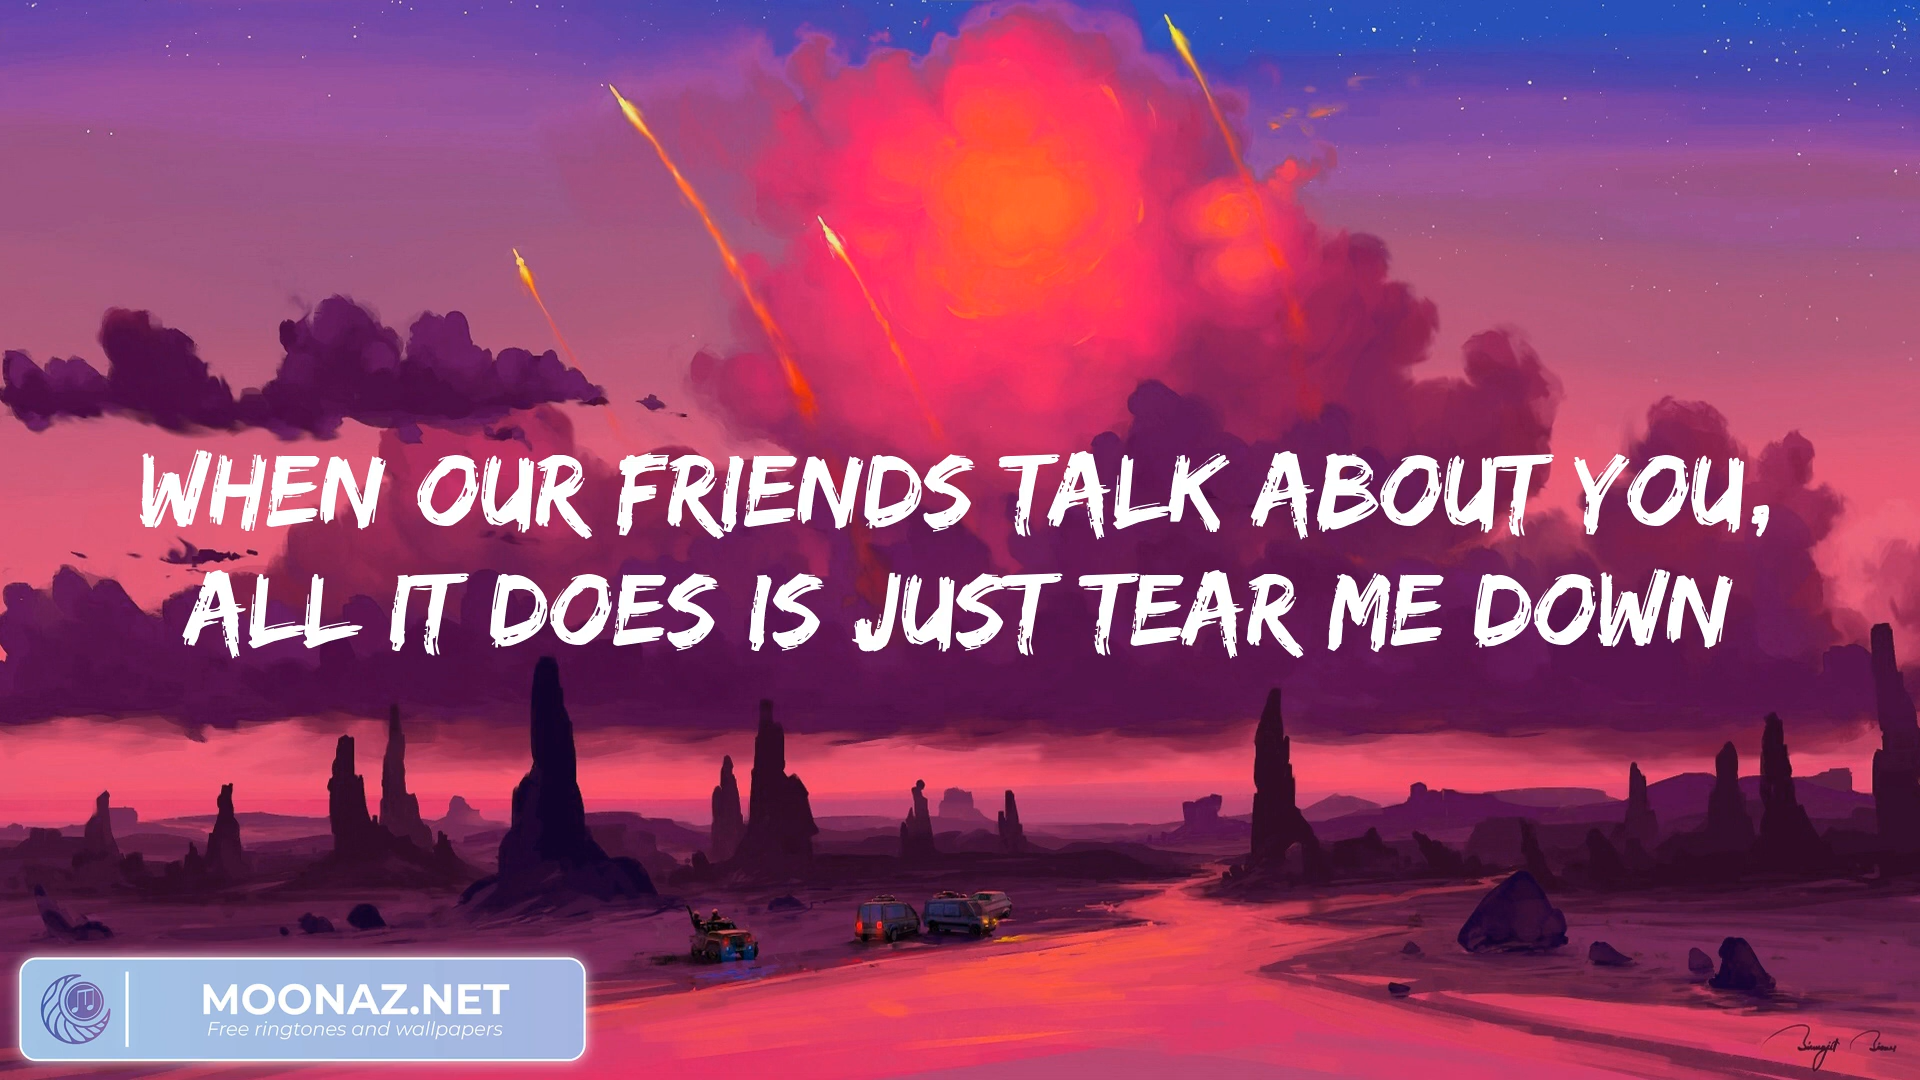 WHEN OUR FRIENDS TALK ABOUT YOU,
ALL IT DOES IS JUST TEAR ME DOWN
MOONAZ.NET
Free ringtones and wallpapers